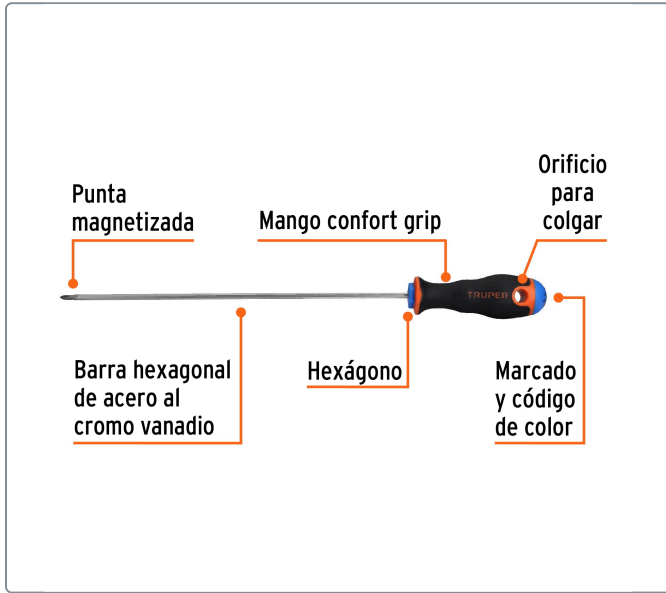 Orificio
para
colgar
Punta
magnetizada
Mango confort grip
TRUPER
Barra hexagonal
de acero al
cromo vanadio
Hexágono
Marcado
y código
de color